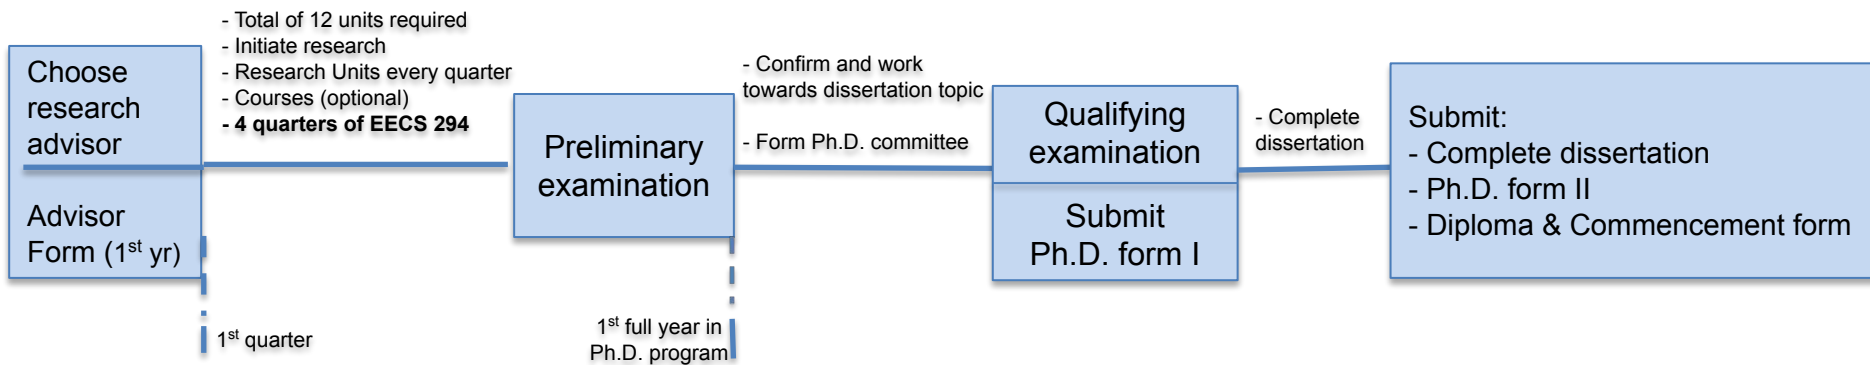 Choose
research
advisor
Advisor
Form (1st yr)
- Total of 12 units required
- Initiate research
- Research Units every quarter
- Courses (optional)
- 4 quarters of EECS 294
1st quarter
Preliminary
examination
1st full year in
Ph.D. program
- Confirm and work
towards dissertation topic
- Form Ph.D. committee
Qualifying
examination
Submit
Ph.D. form I
- Complete
dissertation
Submit:
- Complete dissertation
- Ph.D. form II
- Diploma & Commencement form